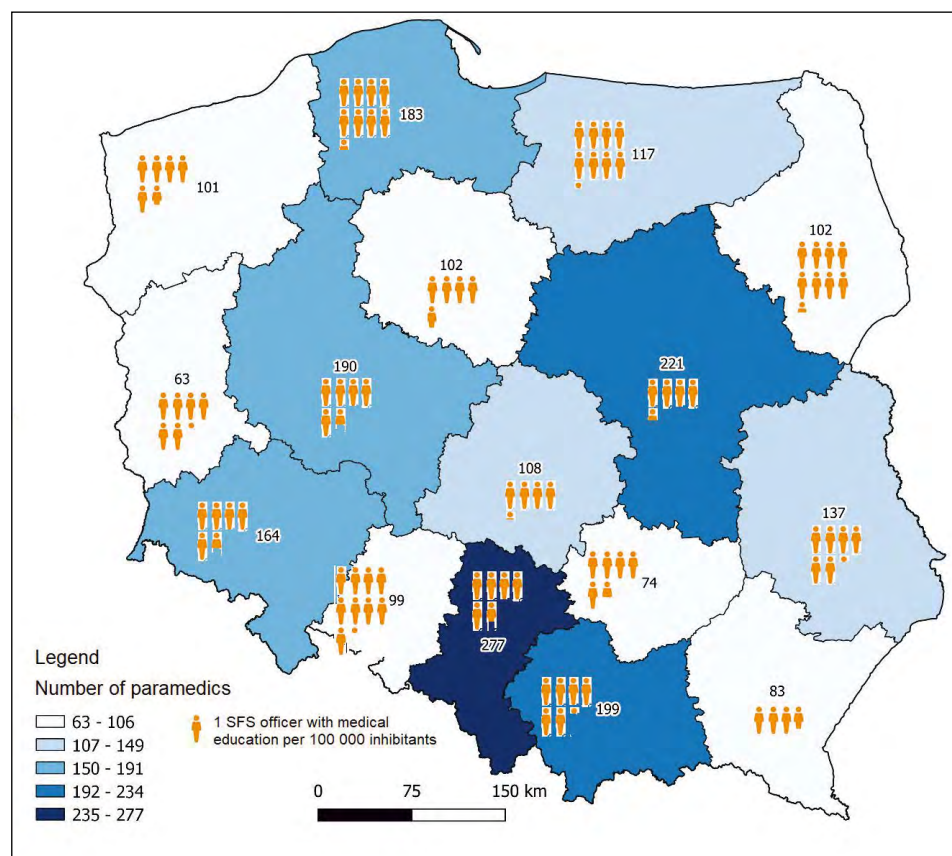 183
117
101
102
102
63
190
221
108
164
137
99
74
277
83
199
Legend
Number of paramedics
63 - 106
107 - 149
150 - 191
192 - 234
235 - 277
1 SFS officer with medical
education per 100 000 inhibitants
0 75 150 km